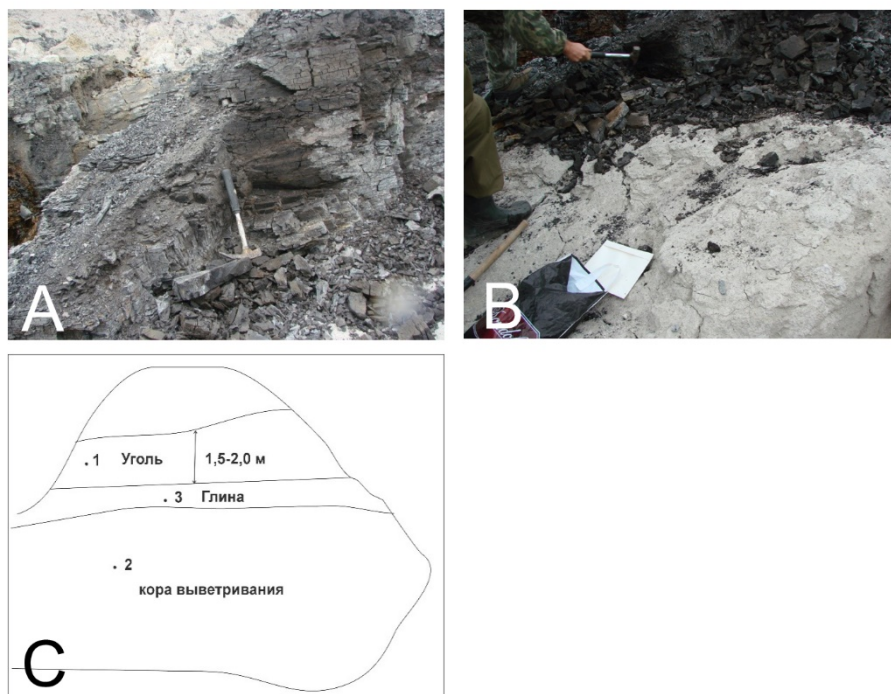 A
B
1 Уголь
1,5-2,0 м
3 Глина
2
кора выветривания
C